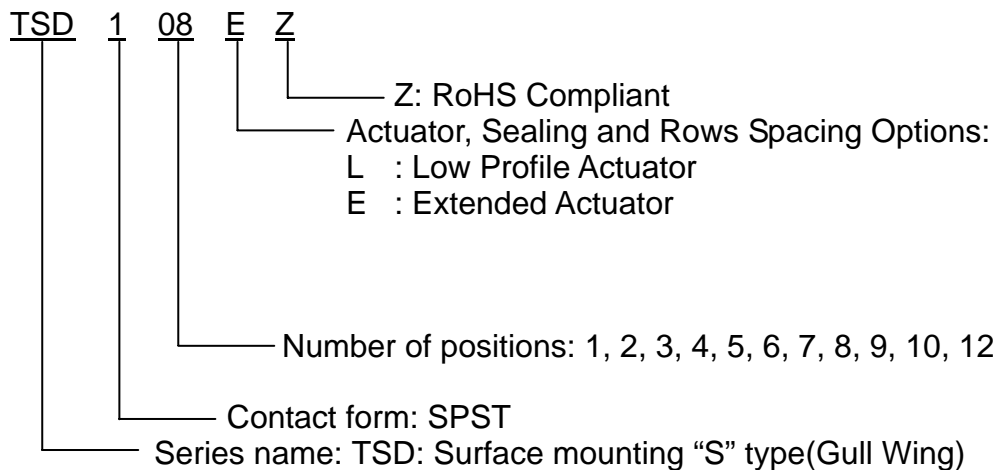 TSD 1 08 E Z
Z: RoHS Compliant
Actuator, Sealing and Rows Spacing Options:
L : Low Profile Actuator
E : Extended Actuator
Number of positions: 1, 2, 3, 4, 5, 6, 7, 8, 9, 10, 12
Contact form: SPST
Series name: TSD: Surface mounting “S” type(Gull Wing)